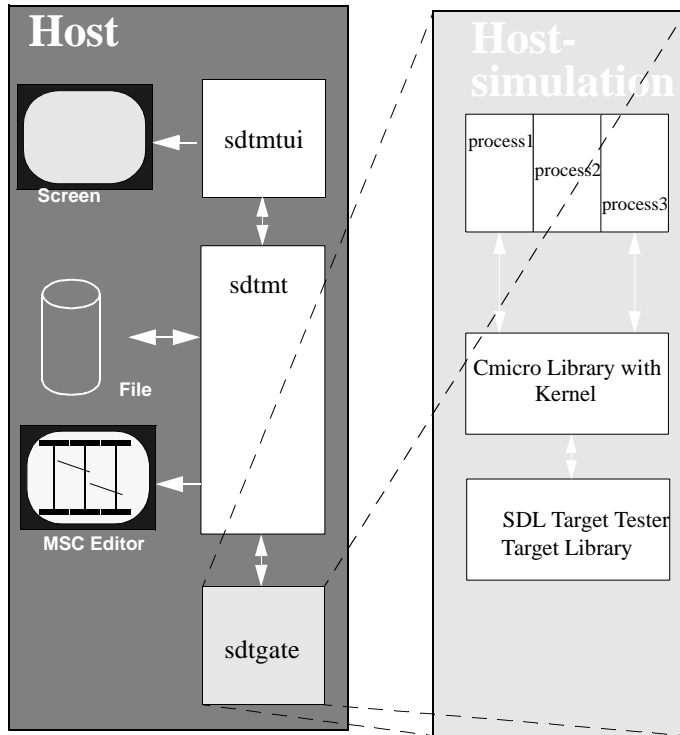 Host
sdtmtui
Screen
sdtmt
File
MSC Editor
sdtgate
Host-
simulation
process1
process2
process3
Cmicro Library with
Kernel
SDL Target Tester
Target Library